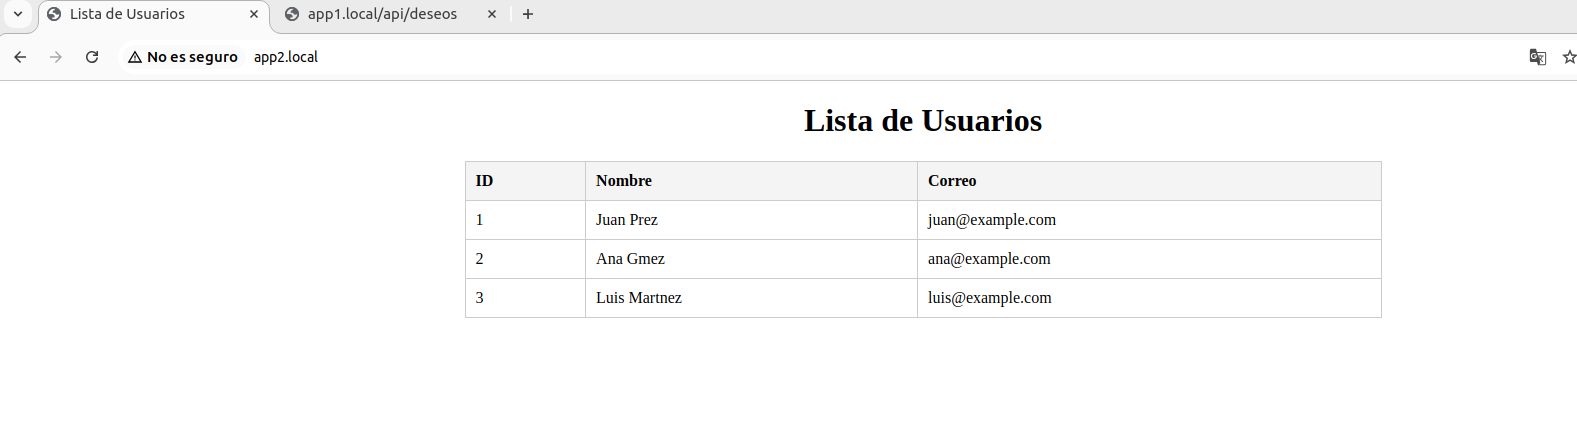 Lista de Usuarios
app1.local/api/deseos
No es seguro app2.local
Lista de Usuarios
ID Nombre Correo
1 Juan Prez juan@example.com
2 Ana Gmez ana@example.com
3 Luis Martnez luis@example.com